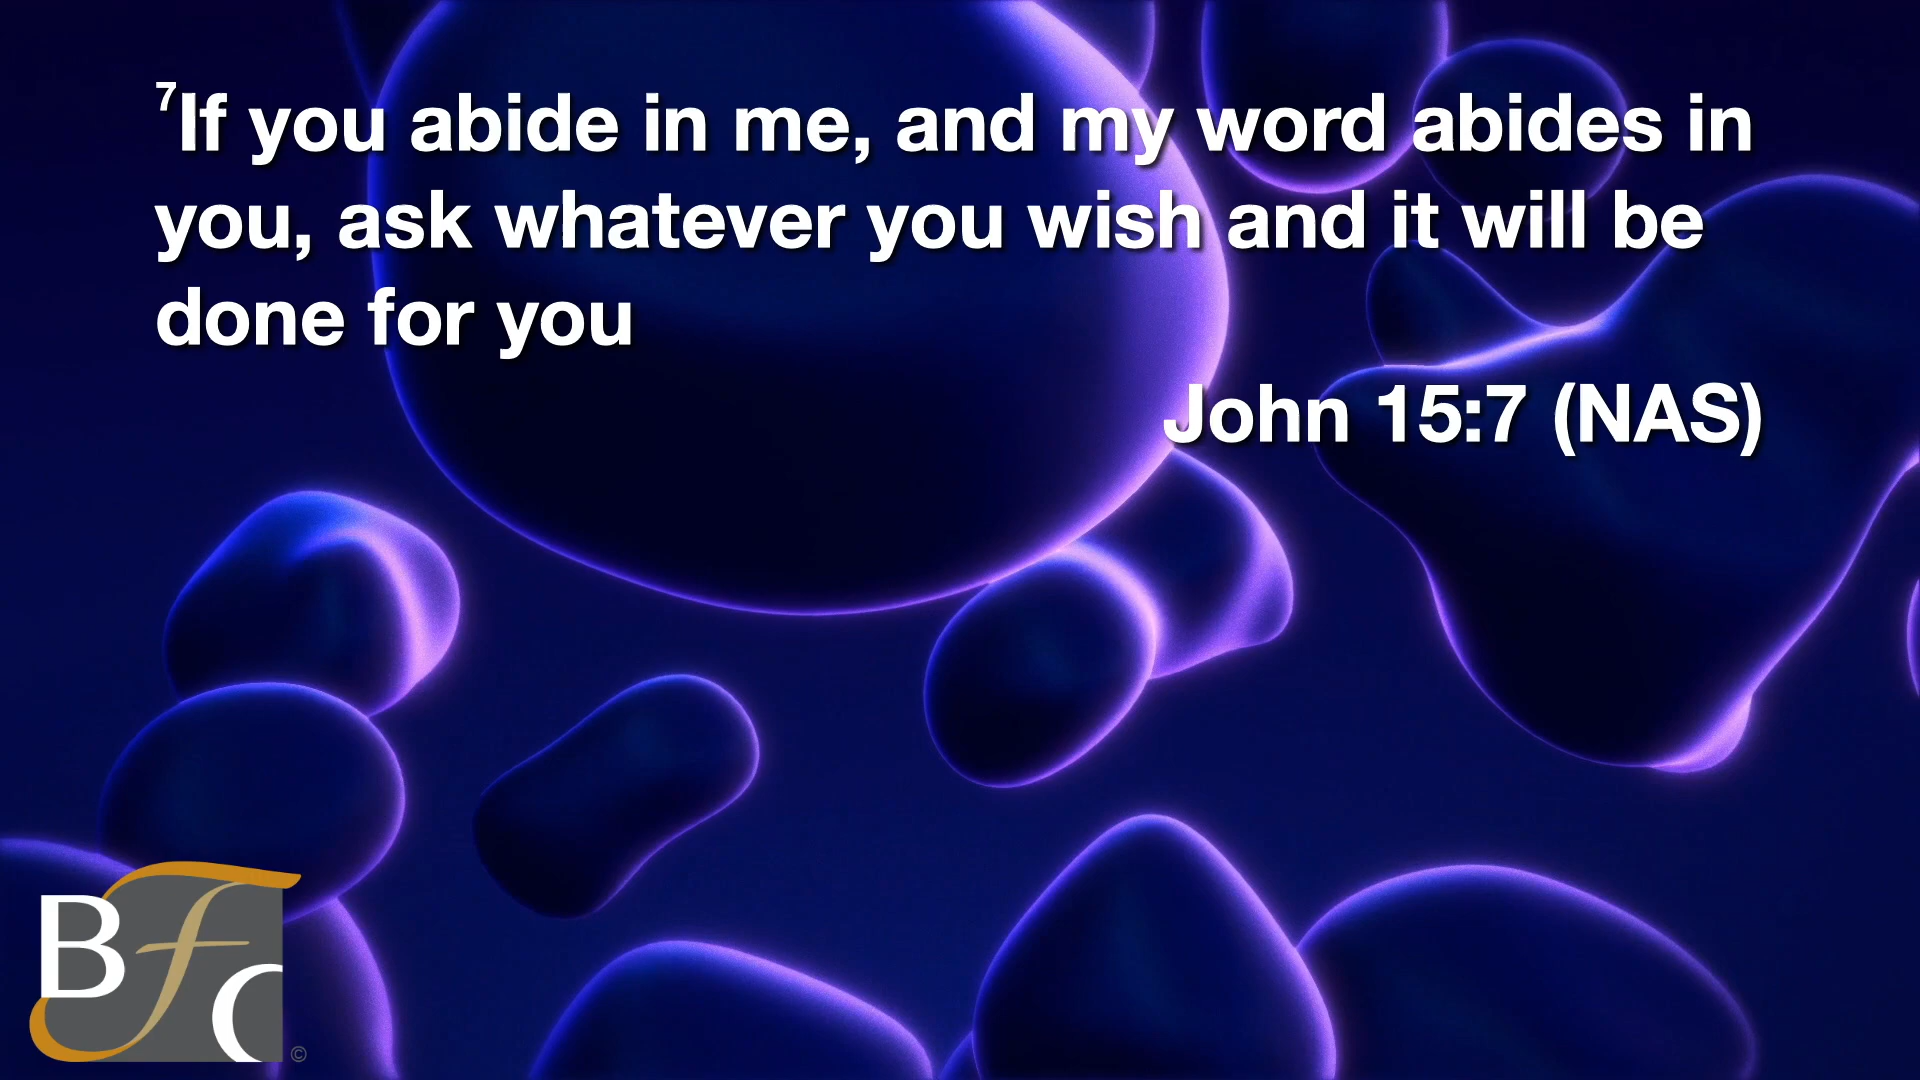 ⁷If you abide in me, and my word abides in
you, ask whatever you wish and it will be
done for you
John 15:7 (NAS)
BFC
©